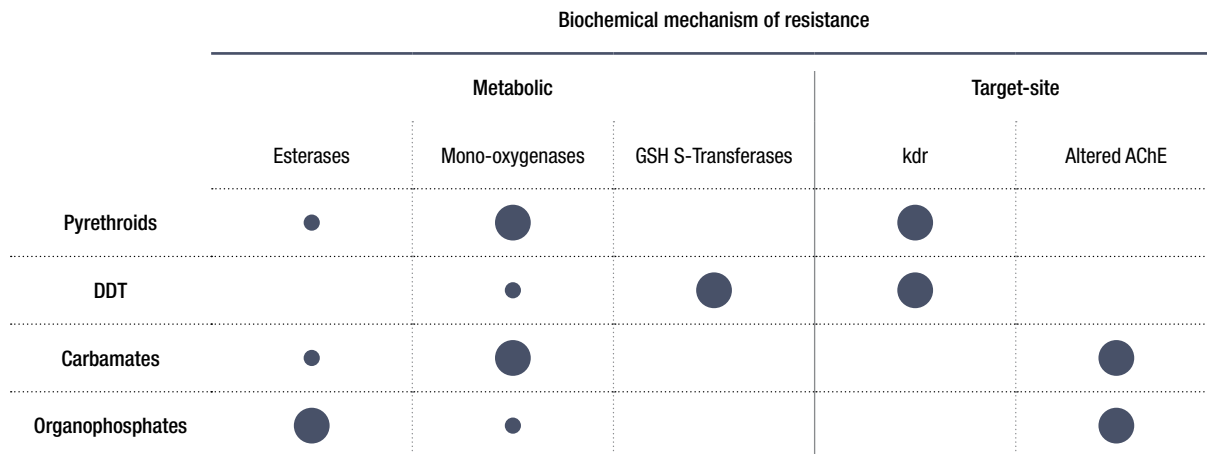 Biochemical mechanism of resistance
Metabolic Target-site
Esterases Mono-oxygenases GSH S-Transferases kdr Altered AChE
Pyrethroids
DDT
Carbamates
Organophosphates